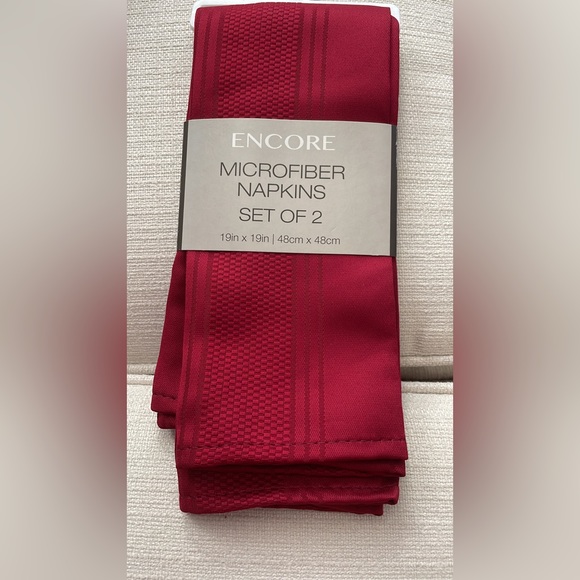 ENCORE
MICROFIBER
NAPKINS
SET OF 2
19in x 19in | 48cm x 48cm